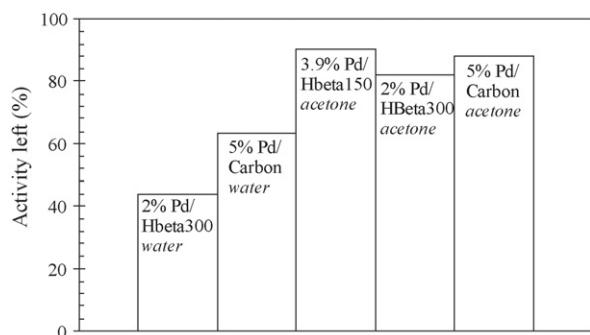 100
80
60
40
20
0
Activity left (%)
2% Pd/
Hbeta300
water
5% Pd/
Carbon
water
3.9% Pd/
Hbeta150
acetone
2% Pd/
HBeta300
acetone
5% Pd/
Carbon
acetone